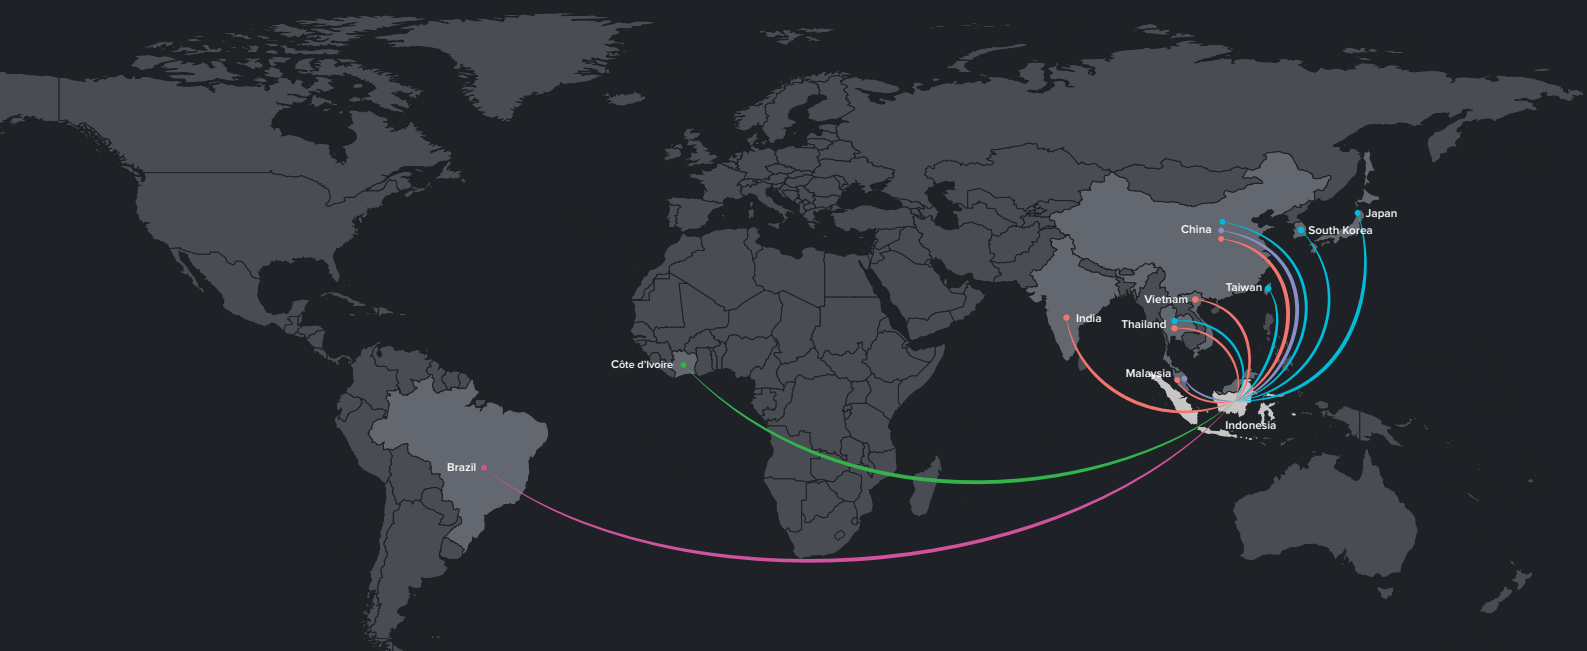 Japan
China
South Korea
Taiwan
Vietnam
India
Thailand
Côte d'Ivoire
Malaysia
Indonesia
Brazil